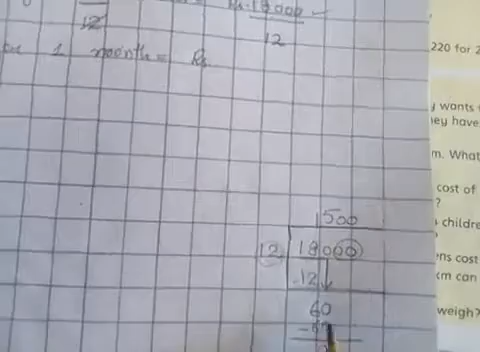 Rs. 18000
12
12
1 month = Rs
1500
12 18000
-12
60
220 for 2
y wants
hey have
m. What
cost of
?
childre
ns cost
km can
weigh?